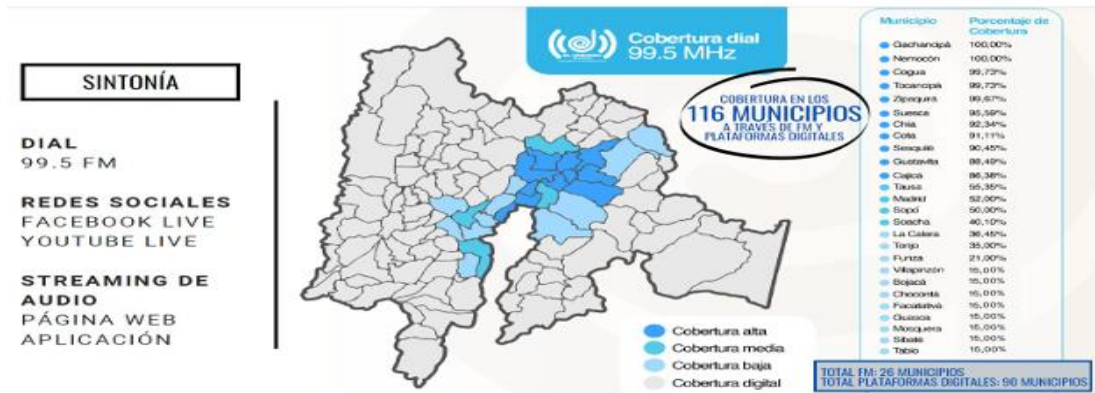 SINTONÍA
DIAL
99.5 FM
REDES SOCIALES
FACEBOOK LIVE
YOUTUBE LIVE
STREAMING DE
AUDIO
PÁGINA WEB
APLICACIÓN
Cobertura dial
99.5 MHz
COBERTURA EN LOS
116 MUNICIPIOS
A TRAVÉS DE FM Y
PLATAFORMAS DIGITALES
Cobertura alta
Cobertura media
Cobertura baja
Cobertura digital
Municipio Porcentaje de
Cobertura
Gachancipá 100,00%
Nemocón 100,00%
Cogua 99,73%
Tocancipá 99,73%
Zipaquirá 99,67%
Suesca 95,59%
Chía 92,34%
Cota 91,11%
Sesquilé 90,45%
Guatavita 88,49%
Cajicá 86,38%
Tausa 55,35%
Madrid 52,00%
Sopó 50,00%
Soacha 40,10%
La Calera 36,45%
Tenjo 35,00%
Funza 21,00%
Villapinzón 15,00%
Bojacá 15,00%
Chocontá 15,00%
Facatativá 15,00%
Guasca 15,00%
Mosquera 15,00%
Sibaté 15,00%
Tabio 15,00%
TOTAL FM: 26 MUNICIPIOS
TOTAL PLATAFORMAS DIGITALES: 90 MUNICIPIOS